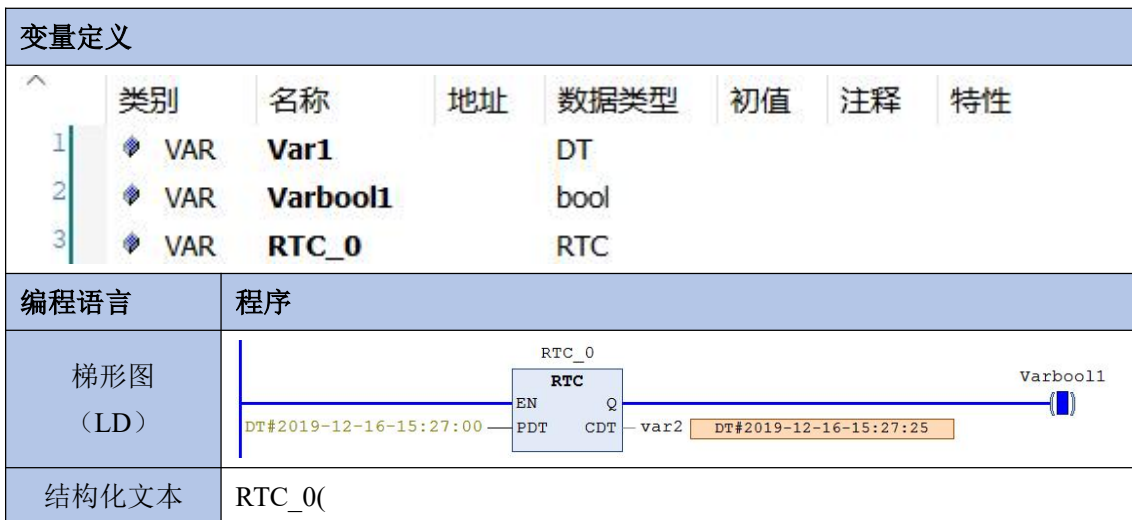 变量定义
类别 名称 地址 数据类型 初值 注释 特性
1 VAR Var1 DT
2 VAR Varbool1 bool
3 VAR RTC_0 RTC
编程语言 程序
梯形图
（LD）
RTC_0
RTC
Varbool1
EN Q
DT#2019-12-16-15:27:00 PDT CDT var2 DT#2019-12-16-15:27:25
结构化文本 RTC_0(